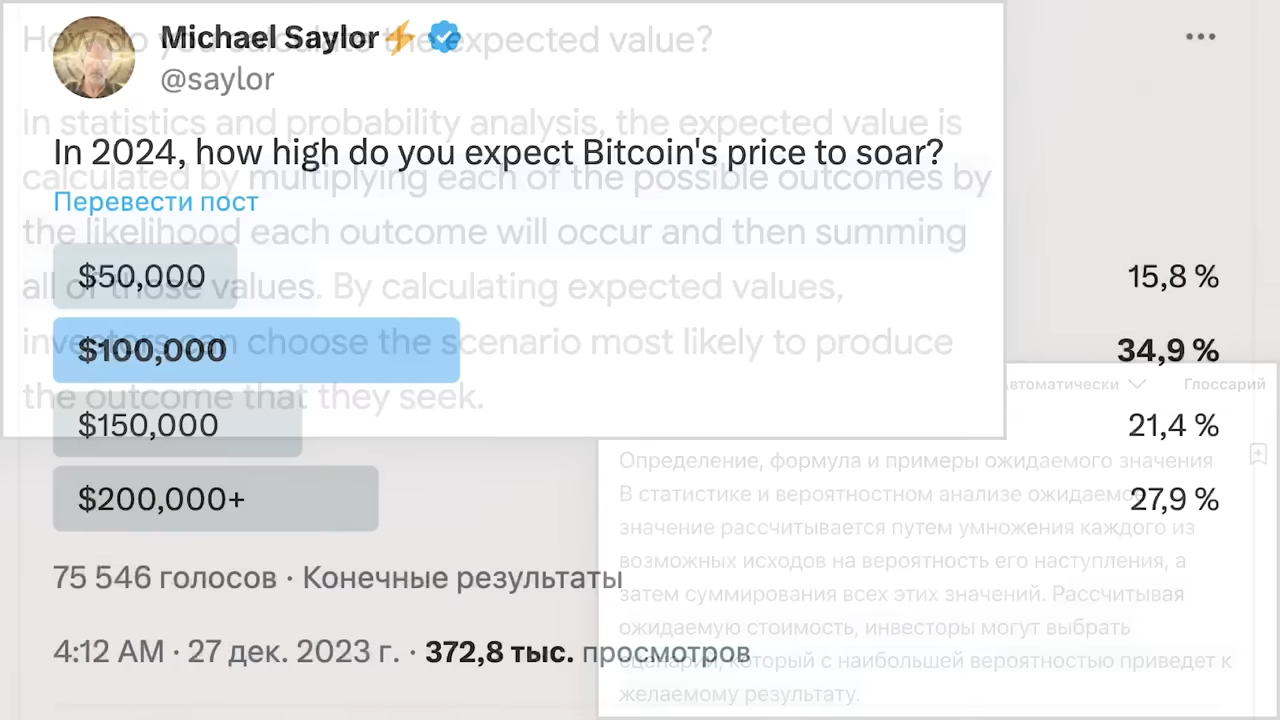 Michael Saylor⚡
@saylor
In 2024, how high do you expect Bitcoin's price to soar?
Перевести пост
$50,000
15,8 %
$100,000
34,9 %
$150,000
21,4 %
$200,000+
27,9 %
75 546 голосов · Конечные результаты
4:12 AM · 27 дек. 2023 г. · 372,8 тыс. просмотров
How do you calculate the expected value?
In statistics and probability analysis, the expected value is
calculated by multiplying each of the possible outcomes by
the likelihood each outcome will occur and then summing
all of those values. By calculating expected values,
investors can choose the scenario most likely to produce
the outcome that they seek.
автоматически
Глоссарий
Определение, формула и примеры ожидаемого значения
В статистике и вероятностном анализе ожидаемое
значение рассчитывается путем умножения каждого из
возможных исходов на вероятность его наступления, а
затем суммирования всех этих значений. Рассчитывая
ожидаемую стоимость, инвесторы могут выбрать
сценарий, который с наибольшей вероятностью приведет к
желаемому результату.